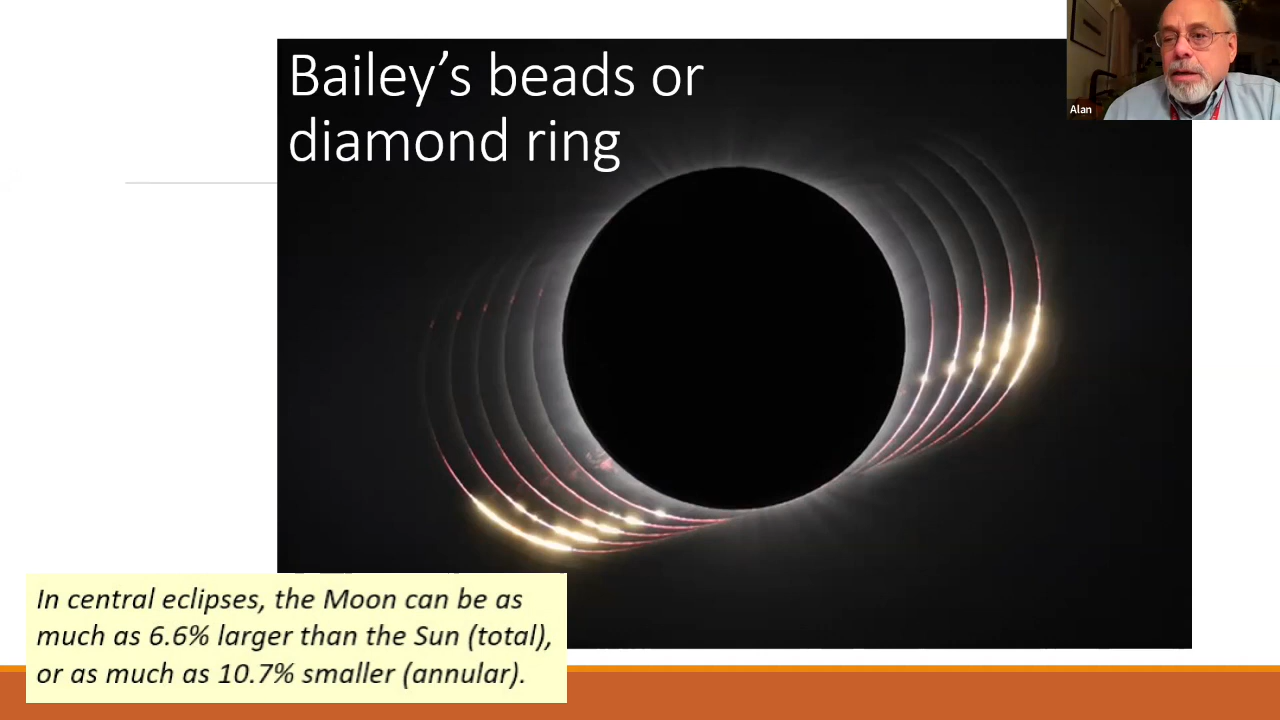 Bailey’s beads or
diamond ring
Alan
In central eclipses, the Moon can be as
much as 6.6% larger than the Sun (total),
or as much as 10.7% smaller (annular).